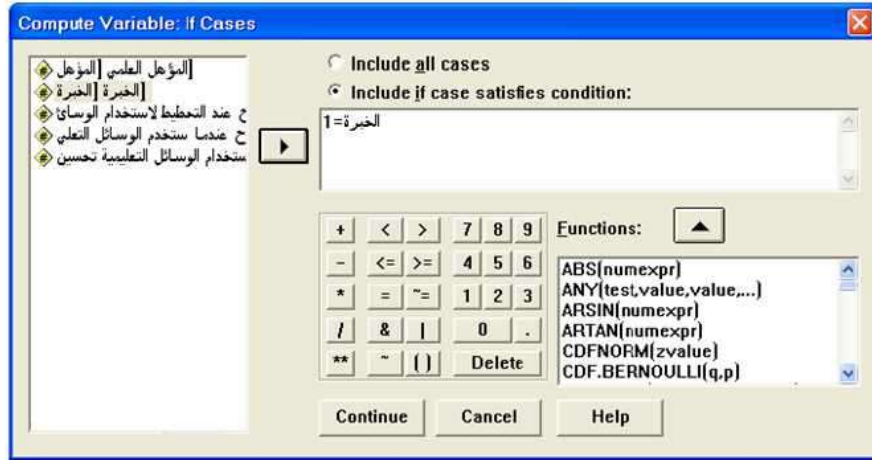 Compute Variable: If Cases
المؤهل العلمي [المؤهل]
الخبرة [الخبرة]
ح عند التخطيط لاستخدام الوسائ
ح عندما ستخدم الوسائل التعلي
ستخدام الوسائل التعليمية تحسين
Include all cases
Include if case satisfies condition:
الخبرة=1
+ < > 7 8 9
- <= >= 4 5 6
* = ~= 1 2 3
/ & | 0 .
** ~ ( ) Delete
Functions:
ABS(numexpr)
ANY(test,value,value,...)
ARSIN(numexpr)
ARTAN(numexpr)
CDFNORM(zvalue)
CDF.BERNOULLI(q,p)
Continue Cancel Help